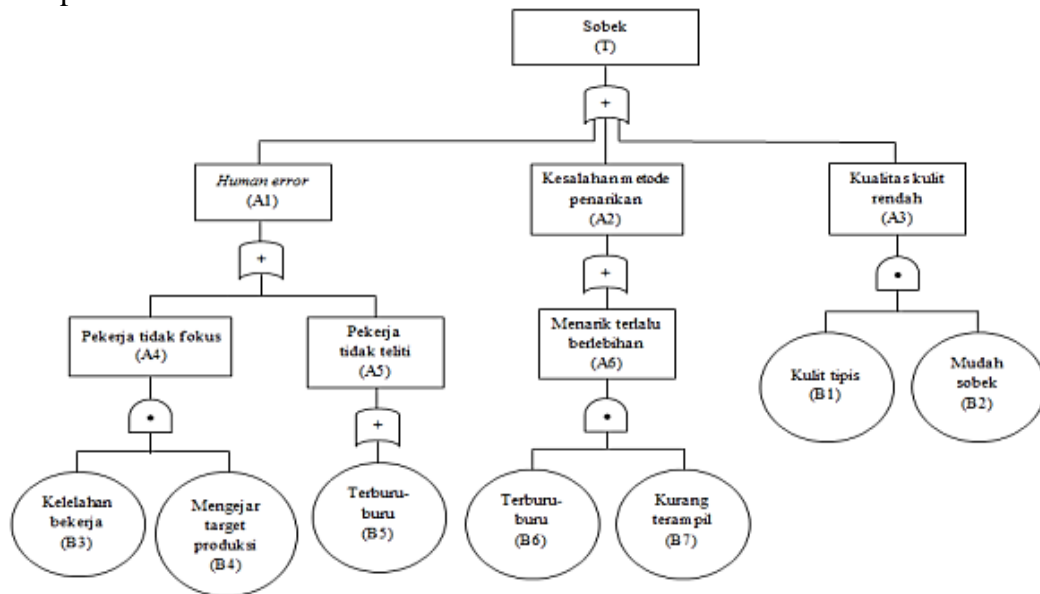 Sobek
(T)
+
Human error
(A1)
Kesalahan metode
penarikan
(A2)
Kualitas kulit
rendah
(A3)
+
+
•
Pekerja tidak fokus
(A4)
Pekerja
tidak teliti
(A5)
Menarik terlalu
berlebihan
(A6)
Kulit tipis
(B1)
Mudah
sobek
(B2)
•
+
•
Kelelahan
bekerja
(B3)
Mengejar
target
produksi
(B4)
Terburu-
buru
(B5)
Terburu-
buru
(B6)
Kurang
terampil
(B7)